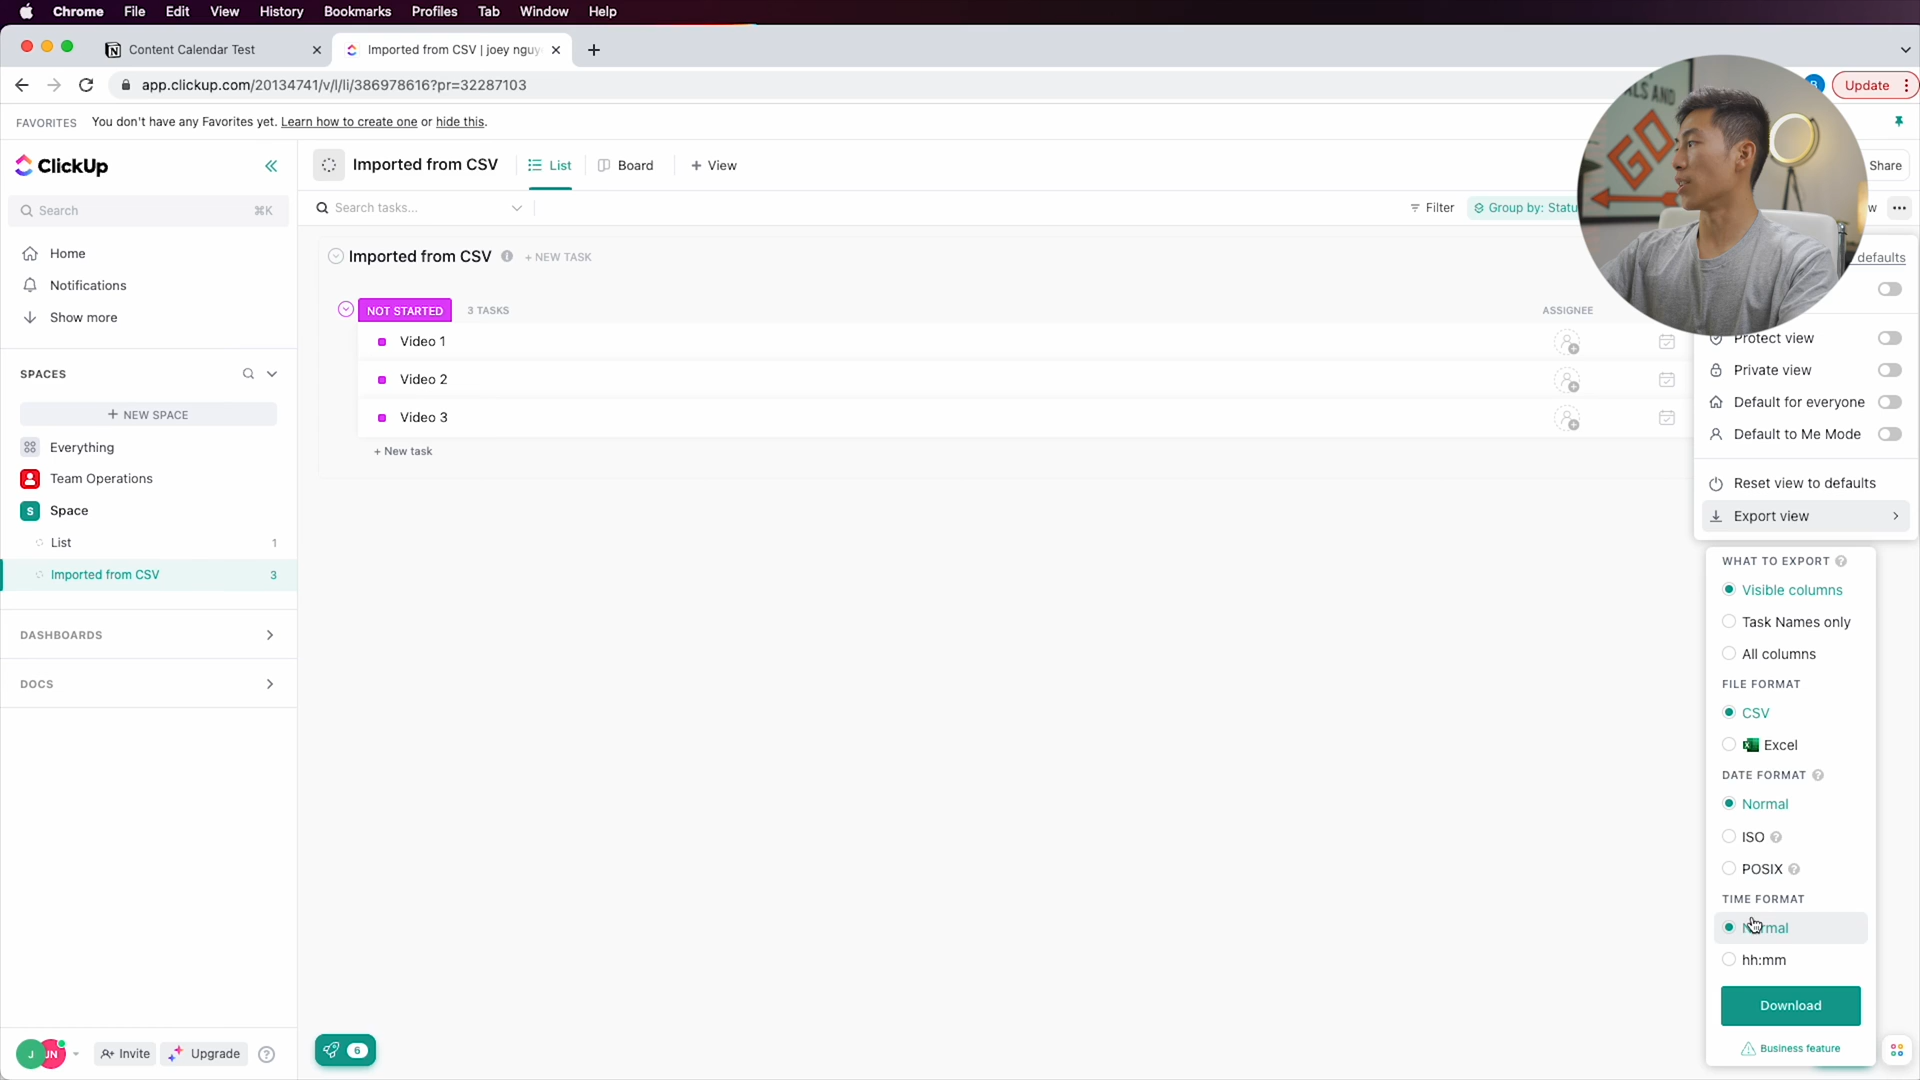 Chrome File Edit View History Bookmarks Profiles Tab Window Help
Content Calendar Test
Imported from CSV | joey nguy
app.clickup.com/20134741/v/l/li/386978616?pr=32287103
Update
FAVORITES You don't have any Favorites yet. Learn how to create one or hide this.
ClickUp
Imported from CSV
List
Board
+ View
Share
Search ⌘K
Search tasks...
Filter
Group by: Statu
w
Home
Notifications
Show more
Imported from CSV + NEW TASK
NOT STARTED 3 TASKS
ASSIGNEE
Video 1
Video 2
Video 3
+ New task
SPACES
+ NEW SPACE
Everything
Team Operations
S Space
List 1
Imported from CSV 3
DASHBOARDS
DOCS
J JN
Invite
Upgrade
6
ALS AND
GO
defaults
Protect view
Private view
Default for everyone
Default to Me Mode
Reset view to defaults
Export view
WHAT TO EXPORT
Visible columns
Task Names only
All columns
FILE FORMAT
CSV
Excel
DATE FORMAT
Normal
ISO
POSIX
TIME FORMAT
Normal
hh:mm
Download
Business feature